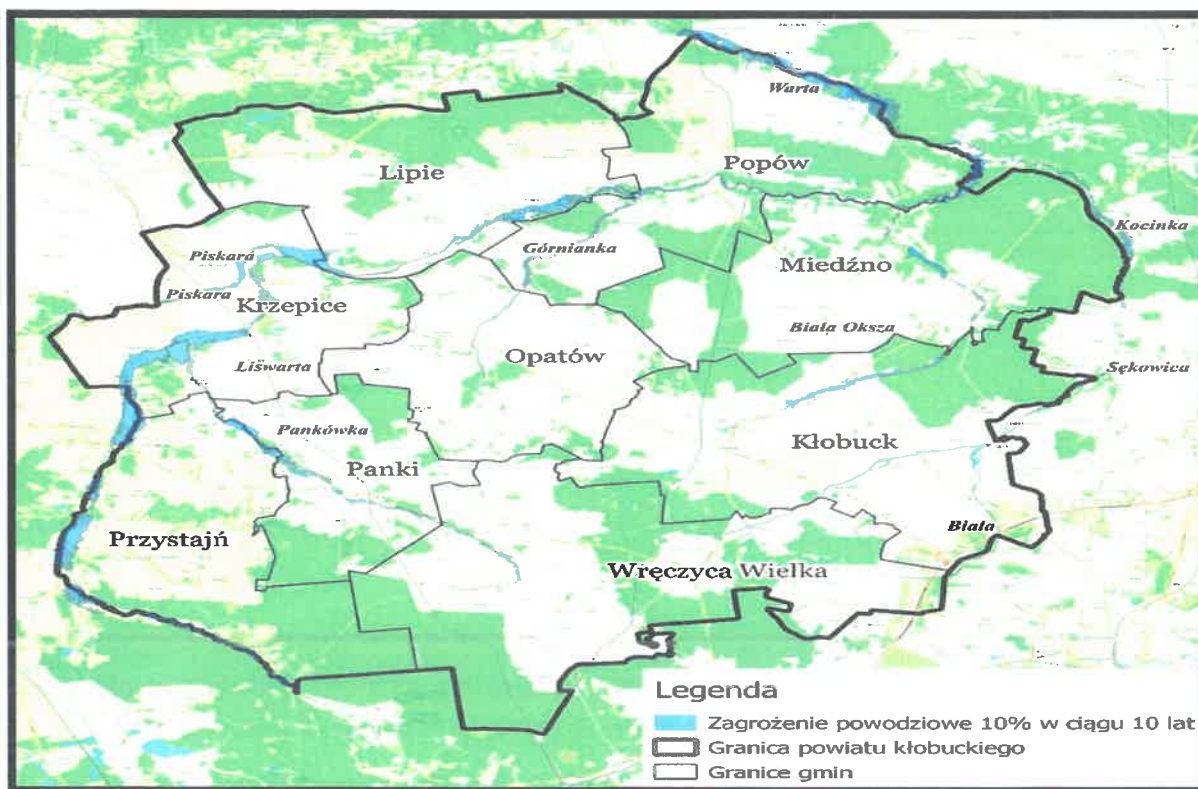 Warta
Popów
Lipie
Kocinka
Górnianka
Piskara
Miedźno
Piskara
Krzepice
Biała Oksza
Opatów
Liswarta
Sękowica
Pankówka
Kłobuck
Panki
Biała
Przystajń
Wręczyca Wielka
Legenda
Zagrożenie powodziowe 10% w ciągu 10 lat
Granica powiatu kłobuckiego
Granice gmin